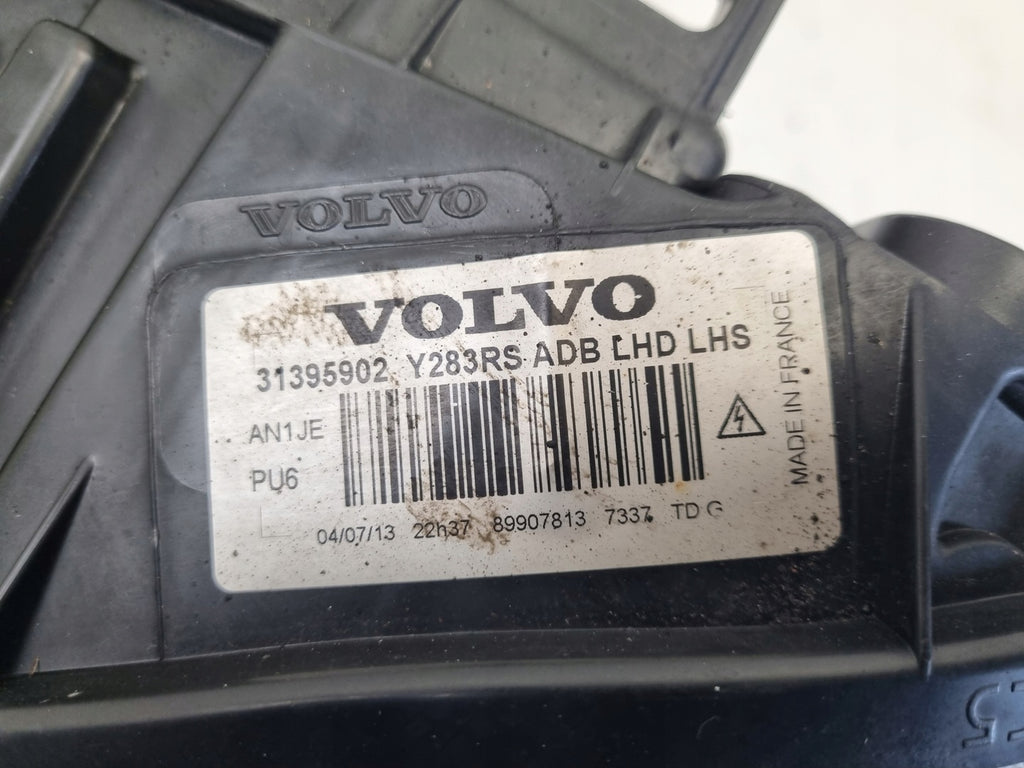 VOLVO
VOLVO
31395902 Y283RS ADB LHD LHS
AN1JE
PU6
04/07/13 22h37 89907813 7337 TD G
MADE IN FRANCE